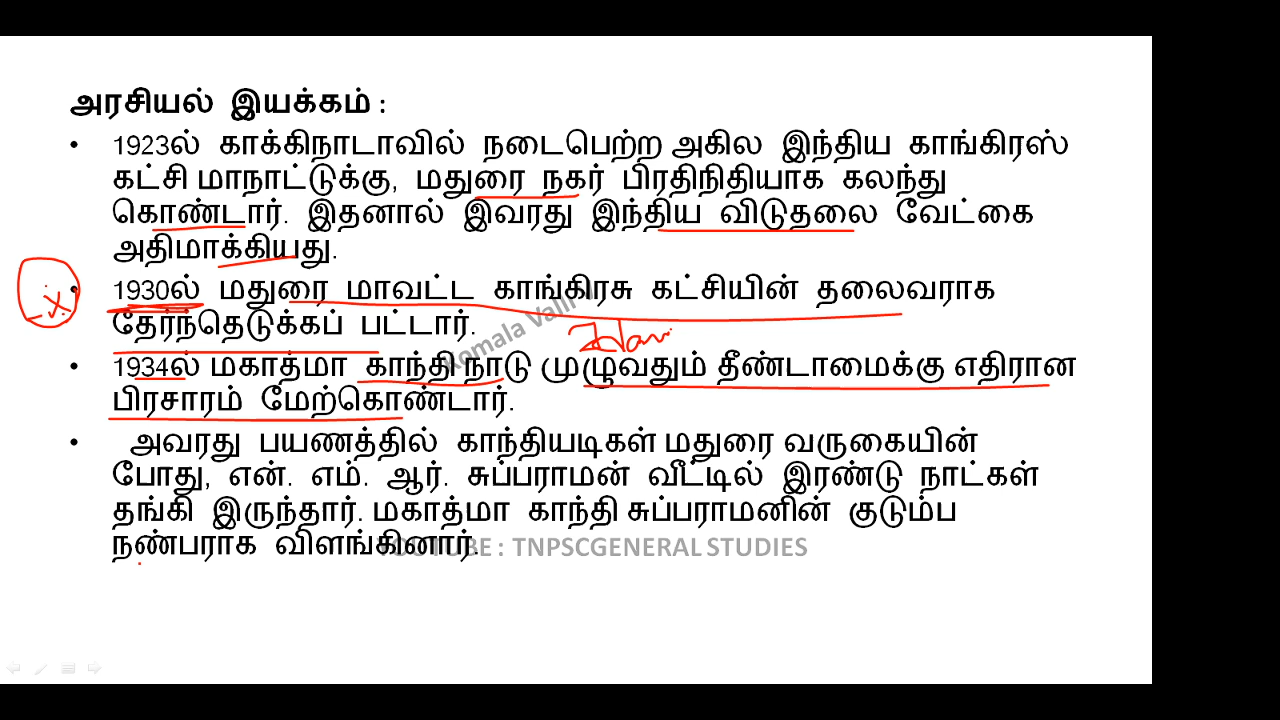 அரசியல் இயக்கம் :
• 1923ல் காக்கிநாடாவில் நடைபெற்ற அகில இந்திய காங்கிரஸ்
கட்சி மாநாட்டுக்கு, மதுரை நகர் பிரதிநிதியாக கலந்து
கொண்டார். இதனால் இவரது இந்திய விடுதலை வேட்கை
அதிமாக்கியது.
• 1930ல் மதுரை மாவட்ட காங்கிரசு கட்சியின் தலைவராக
தேர்ந்தெடுக்கப் பட்டார்.
Komala Valli
• 1934ல் மகாத்மா காந்தி நாடு முழுவதும் தீண்டாமைக்கு எதிரான
பிரசாரம் மேற்கொண்டார்.
• அவரது பயணத்தில் காந்தியடிகள் மதுரை வருகையின்
போது, என். எம். ஆர். சுப்பராமன் வீட்டில் இரண்டு நாட்கள்
தங்கி இருந்தார். மகாத்மா காந்தி சுப்பராமனின் குடும்ப
நண்பராக விளங்கினார்.
YOUTUBE : TNPSCGENERAL STUDIES